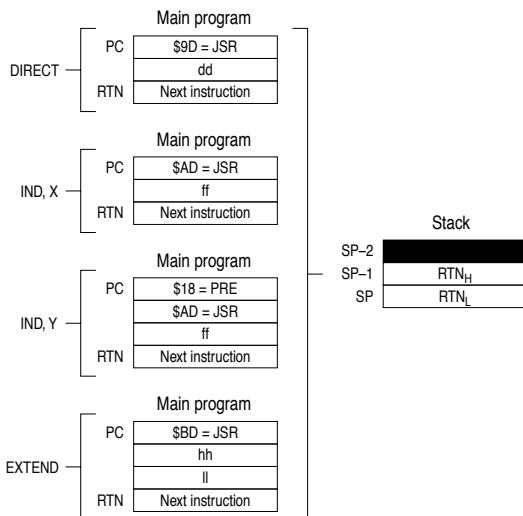 Main program
PC $9D = JSR
DIRECT dd
RTN Next instruction
Main program
PC $AD = JSR
IND, X ff
RTN Next instruction
Main program
PC $18 = PRE
IND, Y $AD = JSR
ff
RTN Next instruction
Main program
PC $BD = JSR
hh
EXTEND ll
RTN Next instruction
Stack
SP–2
SP–1 RTNH
SP RTNL